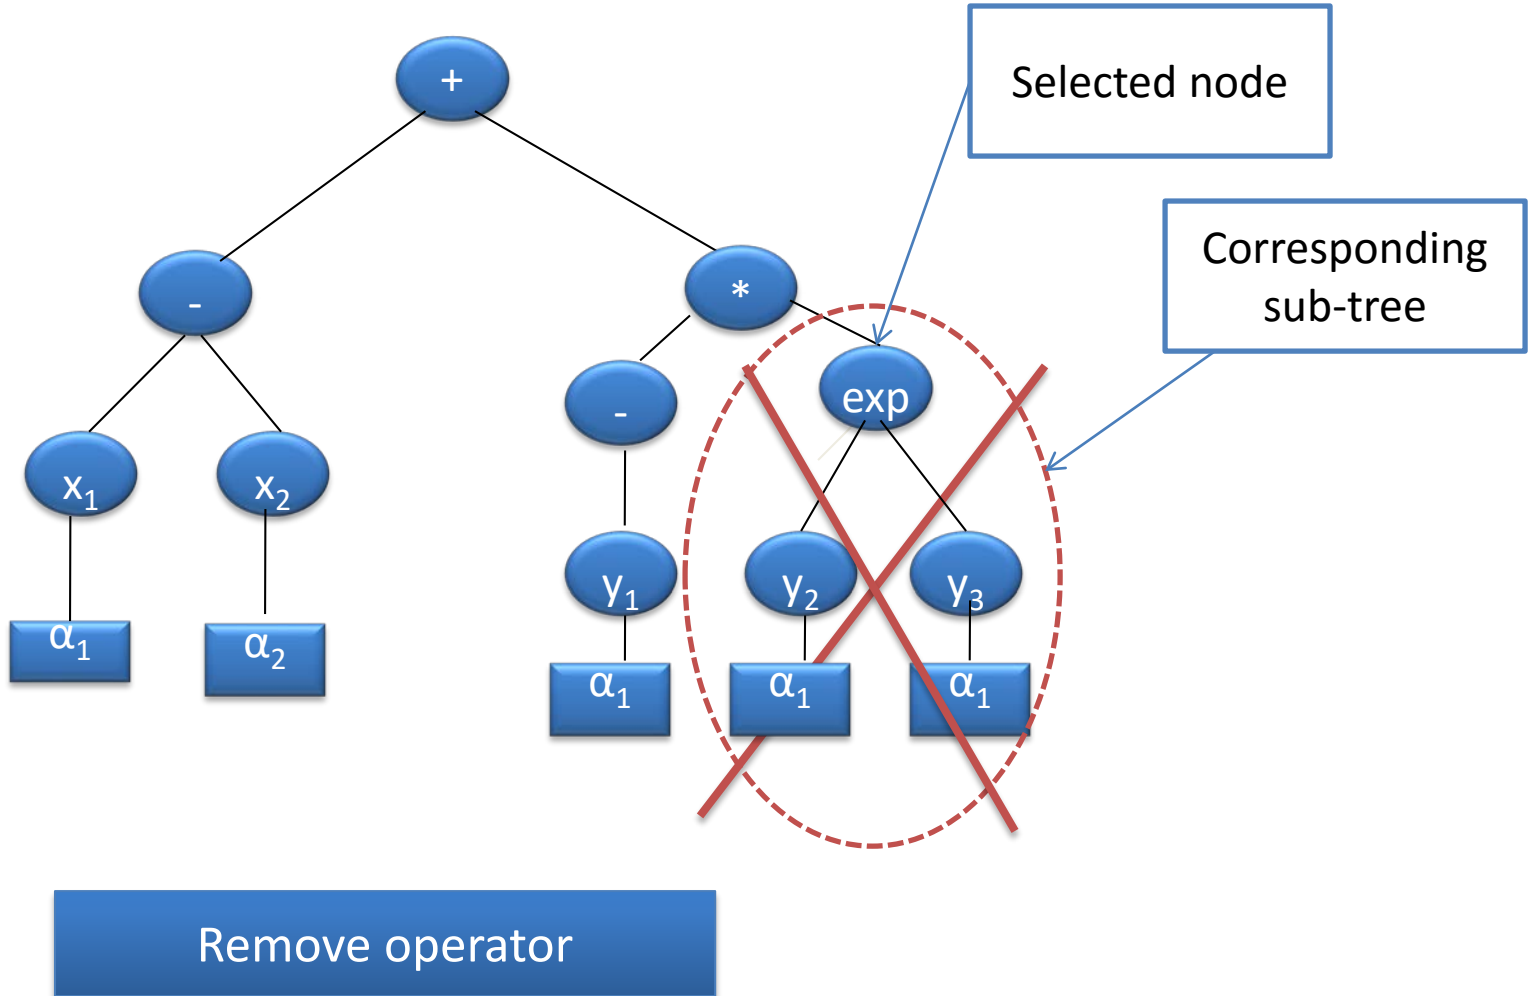 +
Selected node
Corresponding
sub-tree
-
*
-
exp
x₁
x₂
y₁
y₂
y₃
α₁
α₂
α₁
α₁
α₁
Remove operator